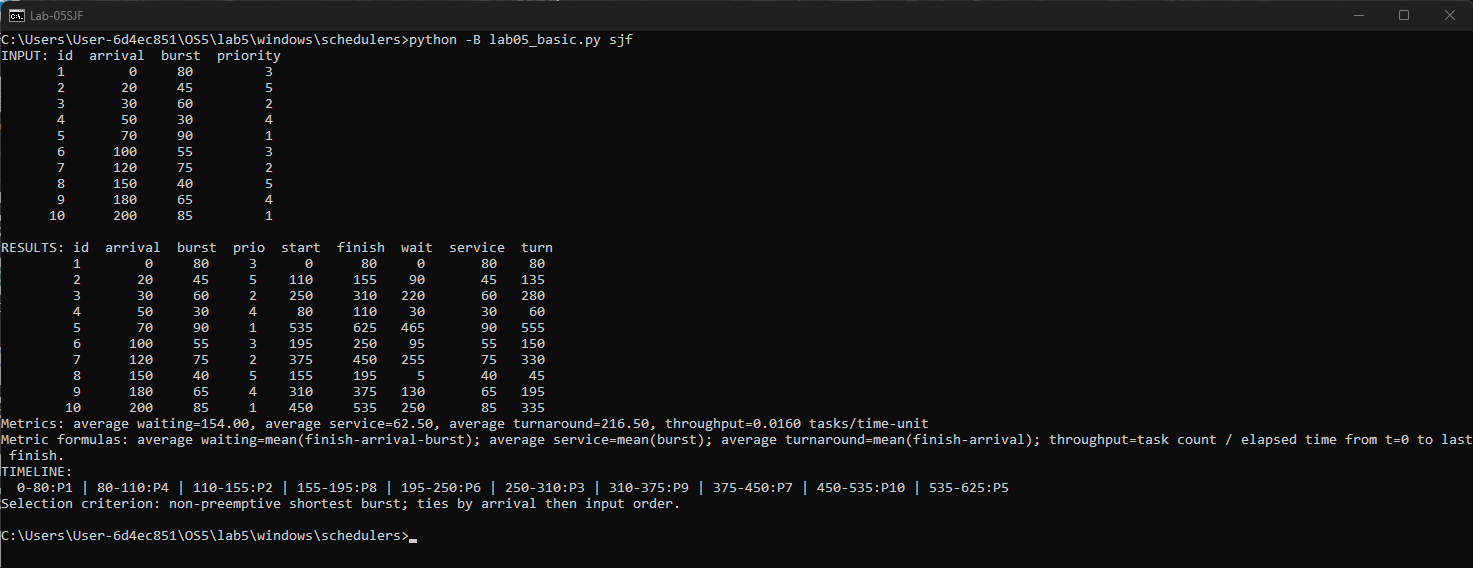 Lab-05SJF
C:\Users\User-6d4ec851\OS5\lab5\windows\schedulers>python -B lab05_basic.py sjf
INPUT: id  arrival  burst  priority
       1        0     80         3
       2       20     45         5
       3       30     60         2
       4       50     30         4
       5       70     90         1
       6      100     55         3
       7      120     75         2
       8      150     40         5
       9      180     65         4
      10      200     85         1
RESULTS: id  arrival  burst  prio  start  finish  wait  service  turn
         1        0     80     3      0      80     0       80    80
         2       20     45     5    110     155    90       45   135
         3       30     60     2    250     310   220       60   280
         4       50     30     4     80     110    30       30    60
         5       70     90     1    535     625   465       90   555
         6      100     55     3    195     250    95       55   150
         7      120     75     2    375     450   255       75   330
         8      150     40     5    155     195     5       40    45
         9      180     65     4    310     375   130       65   195
        10      200     85     1    450     535   250       85   335
Metrics: average waiting=154.00, average service=62.50, average turnaround=216.50, throughput=0.0160 tasks/time-unit
Metric formulas: average waiting=mean(finish-arrival-burst); average service=mean(burst); average turnaround=mean(finish-arrival); throughput=task count / elapsed time from t=0 to last
 finish.
TIMELINE:
  0-80:P1 | 80-110:P4 | 110-155:P2 | 155-195:P8 | 195-250:P6 | 250-310:P3 | 310-375:P9 | 375-450:P7 | 450-535:P10 | 535-625:P5
Selection criterion: non-preemptive shortest burst; ties by arrival then input order.
C:\Users\User-6d4ec851\OS5\lab5\windows\schedulers>